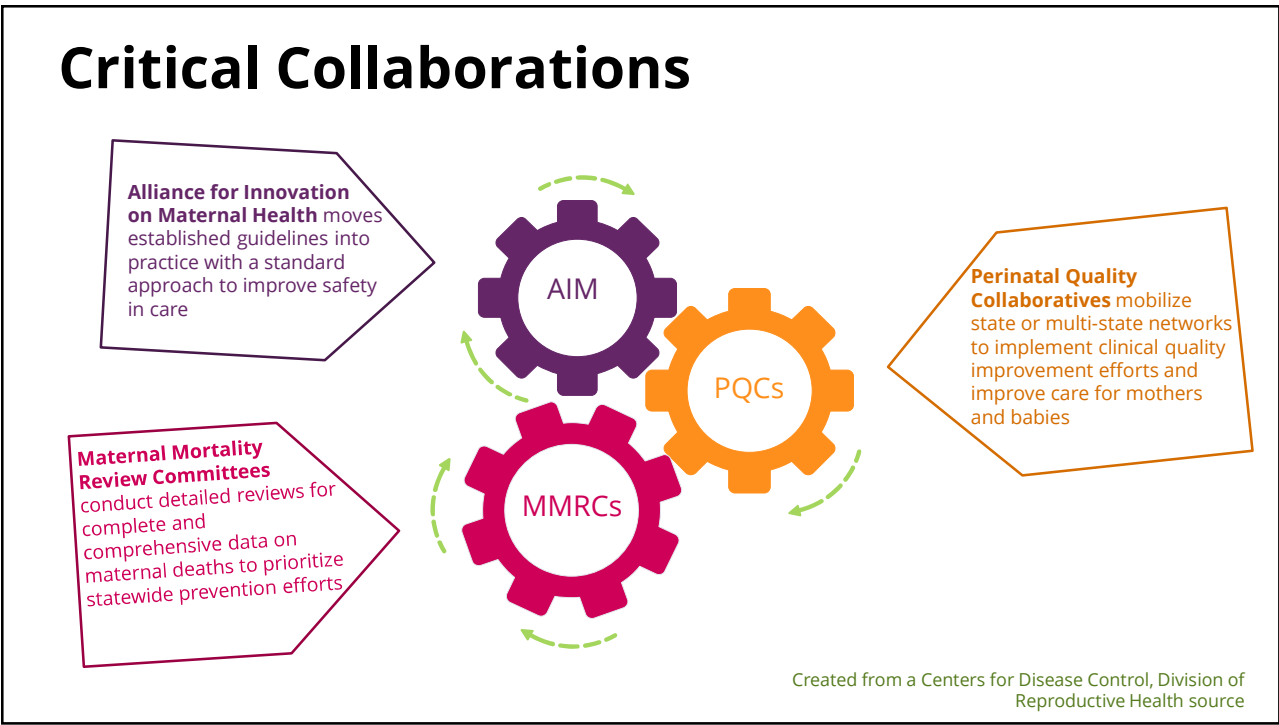 Critical Collaborations
Alliance for Innovation
on Maternal Health moves
established guidelines into
practice with a standard
approach to improve safety
in care
AIM
Perinatal Quality
Collaboratives mobilize
state or multi-state networks
to implement clinical quality
improvement efforts and
improve care for mothers
and babies
PQCs
Maternal Mortality
Review Committees
conduct detailed reviews for
complete and
comprehensive data on
maternal deaths to prioritize
statewide prevention efforts
MMRCs
Created from a Centers for Disease Control, Division of
Reproductive Health source